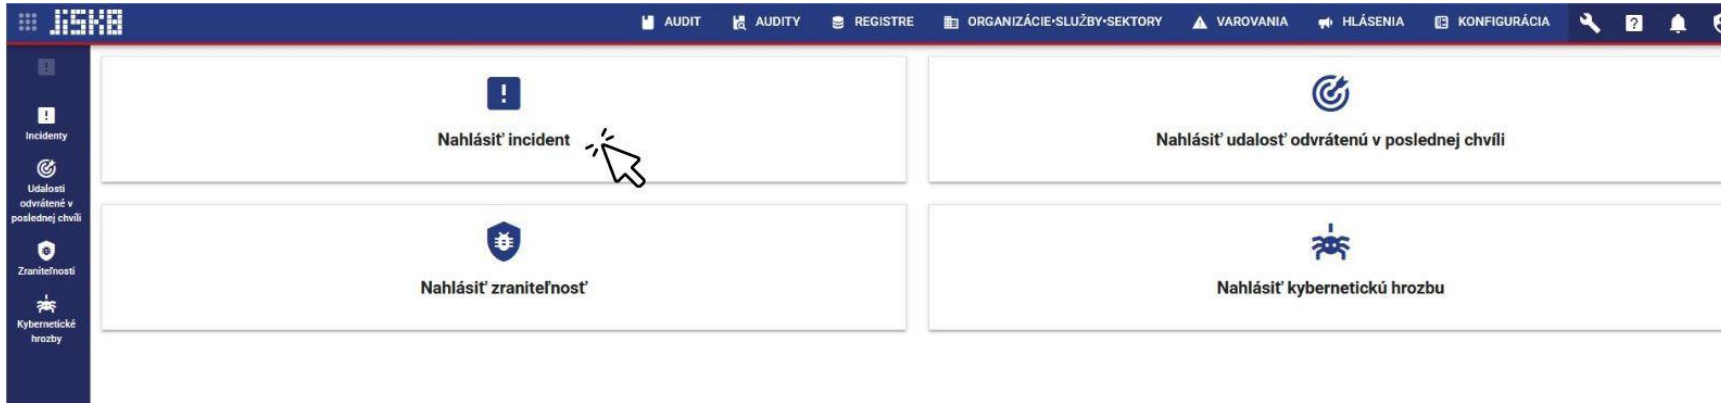 JISKB
AUDIT AUDITY REGISTRE ORGANIZÁCIE•SLUŽBY•SEKTORY VAROVANIA HLÁSENIA KONFIGURÁCIA
Incidenty
Udalosti
odvrátené v
poslednej chvíli
Zraniteľnosti
Kybernetické
hrozby
Nahlásiť incident
Nahlásiť udalosť odvrátenú v poslednej chvíli
Nahlásiť zraniteľnosť
Nahlásiť kybernetickú hrozbu